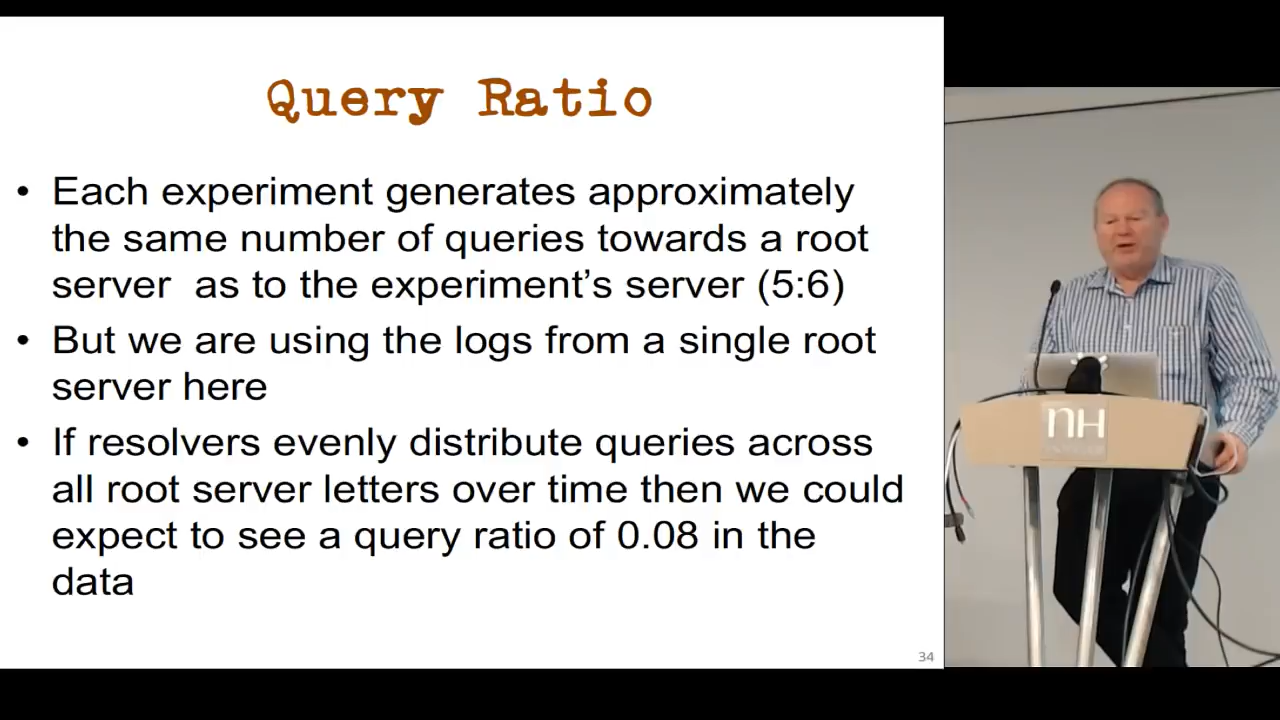 Query Ratio
• Each experiment generates approximately
the same number of queries towards a root
server as to the experiment’s server (5:6)
• But we are using the logs from a single root
server here
• If resolvers evenly distribute queries across
all root server letters over time then we could
expect to see a query ratio of 0.08 in the
data
34
nH